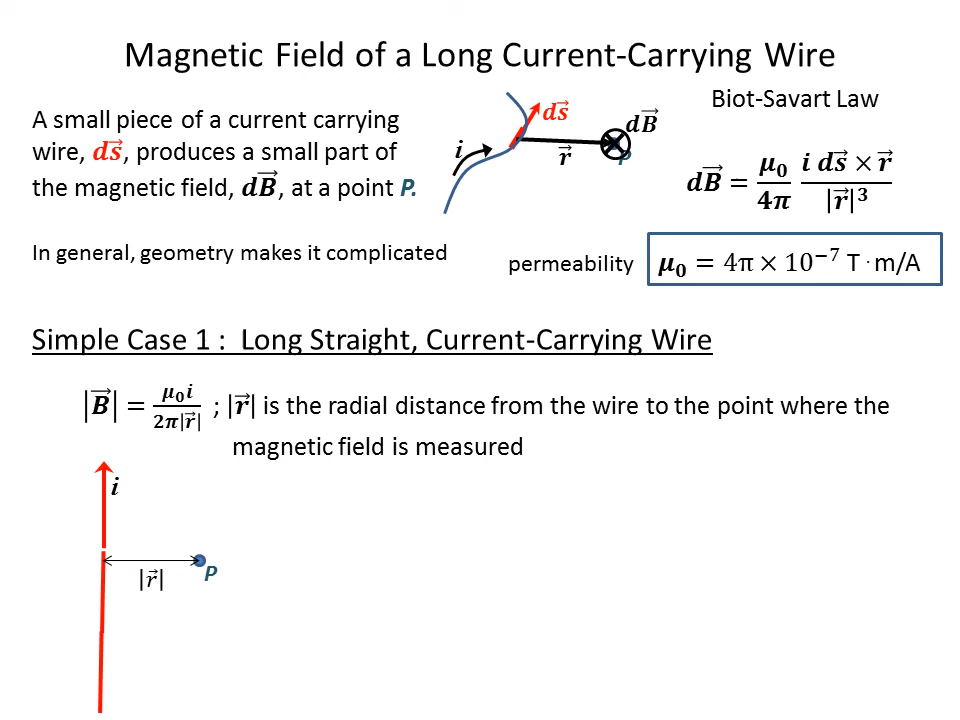 Magnetic Field of a Long Current-Carrying Wire
A small piece of a current carrying
wire, 𝒅𝒔⃗, produces a small part of
the magnetic field, 𝒅𝑩⃗, at a point P.
In general, geometry makes it complicated
i
𝒅𝒔⃗
𝒓⃗
𝒅𝑩⃗
P
Biot-Savart Law
𝒅𝑩⃗ = 𝝁₀/𝟒𝝅 𝒊 𝒅𝒔⃗ × 𝒓⃗/|𝒓⃗|³
permeability
𝝁₀ = 4π × 10⁻⁷ T·m/A
Simple Case 1 : Long Straight, Current-Carrying Wire
|𝑩⃗| = 𝝁₀𝒊/𝟐𝝅|𝒓⃗| ; |𝒓⃗| is the radial distance from the wire to the point where the
magnetic field is measured
i
|𝑟⃗|
P